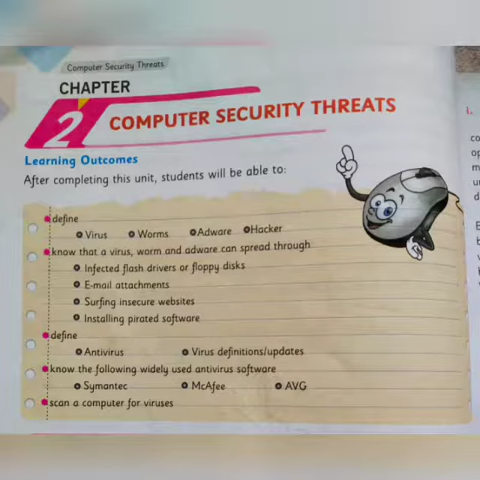 Computer Security Threats
CHAPTER
2 COMPUTER SECURITY THREATS
Learning Outcomes
After completing this unit, students will be able to:
define
Virus Worms Adware Hacker
know that a virus, worm and adware can spread through
Infected flash drivers or floppy disks
E-mail attachments
Surfing insecure websites
Installing pirated software
define
Antivirus Virus definitions/updates
know the following widely used antivirus software
Symantec McAfee AVG
scan a computer for viruses